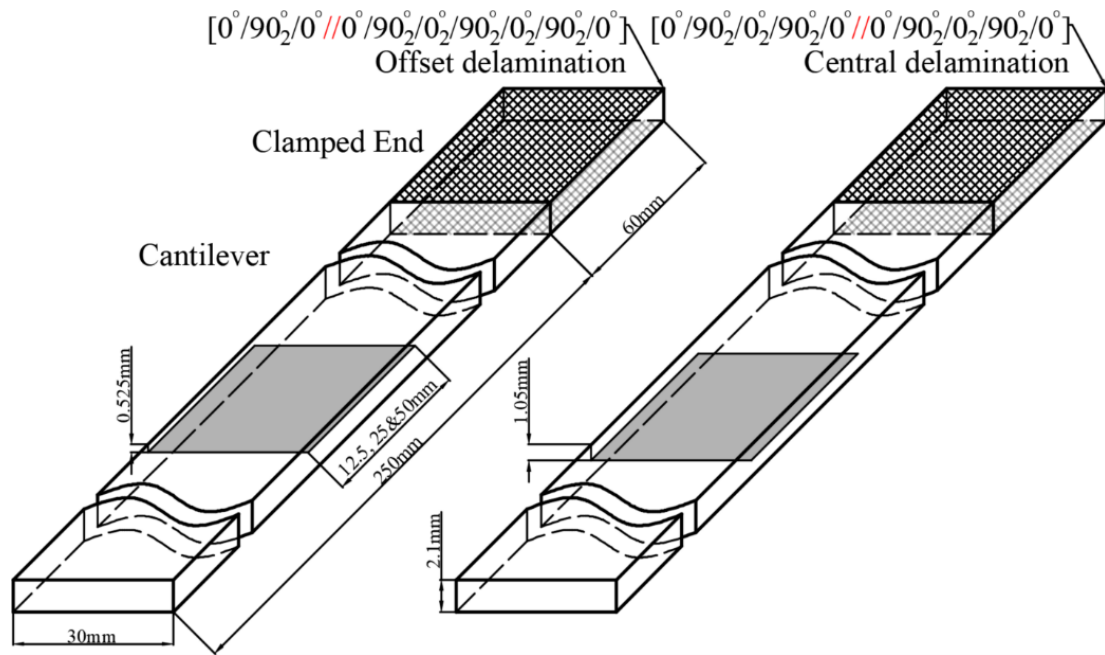 [0°/90°₂/0°//0°/90°₂/0°₂/90°₂/0°₂/90°₂/0°]
Offset delamination
[0°/90°₂/0°₂/90°₂/0°//0°/90°₂/0°₂/90°₂/0°]
Central delamination
Clamped End
60mm
Cantilever
0.525mm
12.5, 25&50mm
250mm
30mm
1.05mm
2.1mm